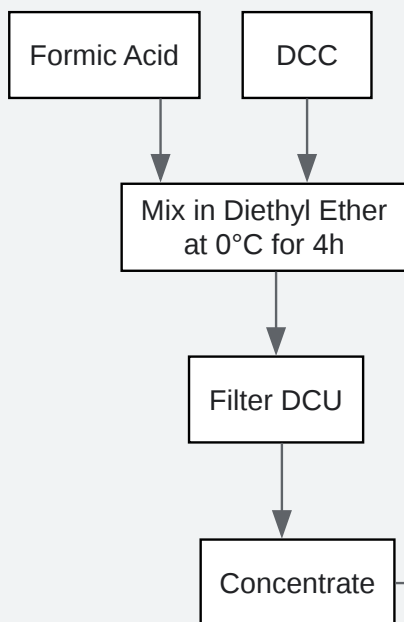 Formic Acid
DCC
Mix in Diethyl Ether
at 0°C for 4h
Filter DCU
Concentrate